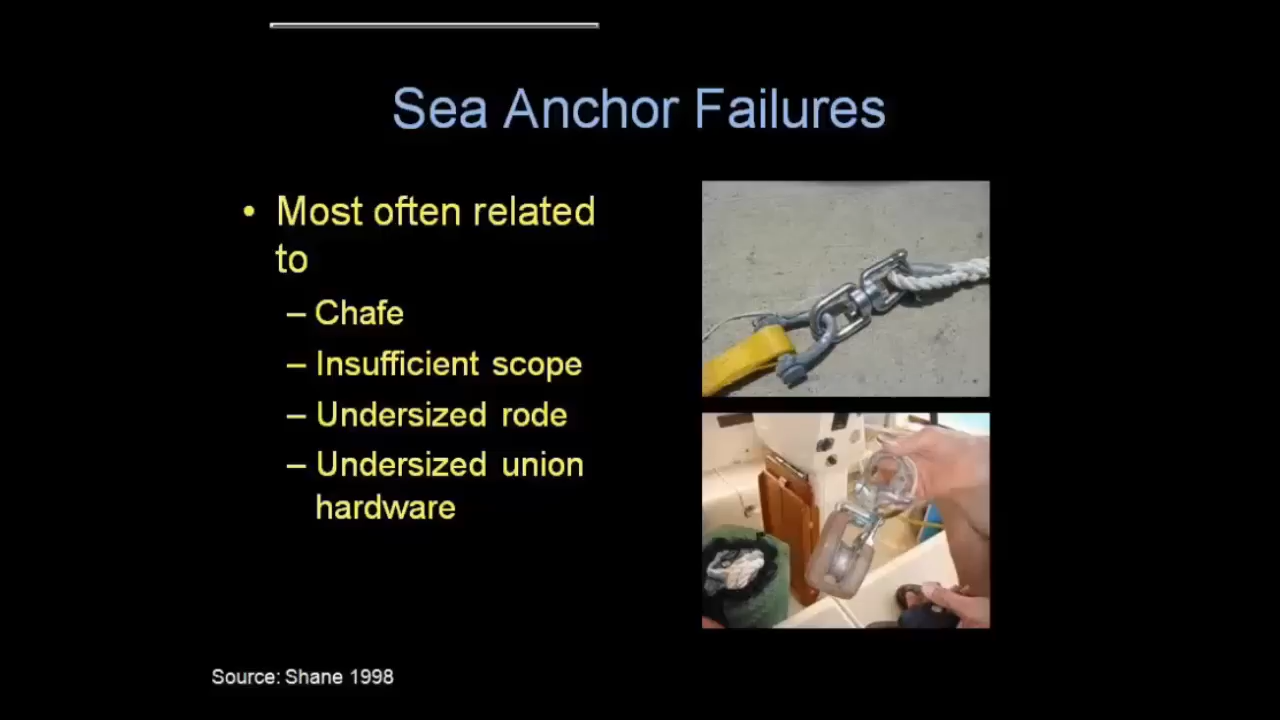 Sea Anchor Failures
• Most often related
to
– Chafe
– Insufficient scope
– Undersized rode
– Undersized union
hardware
Source: Shane 1998